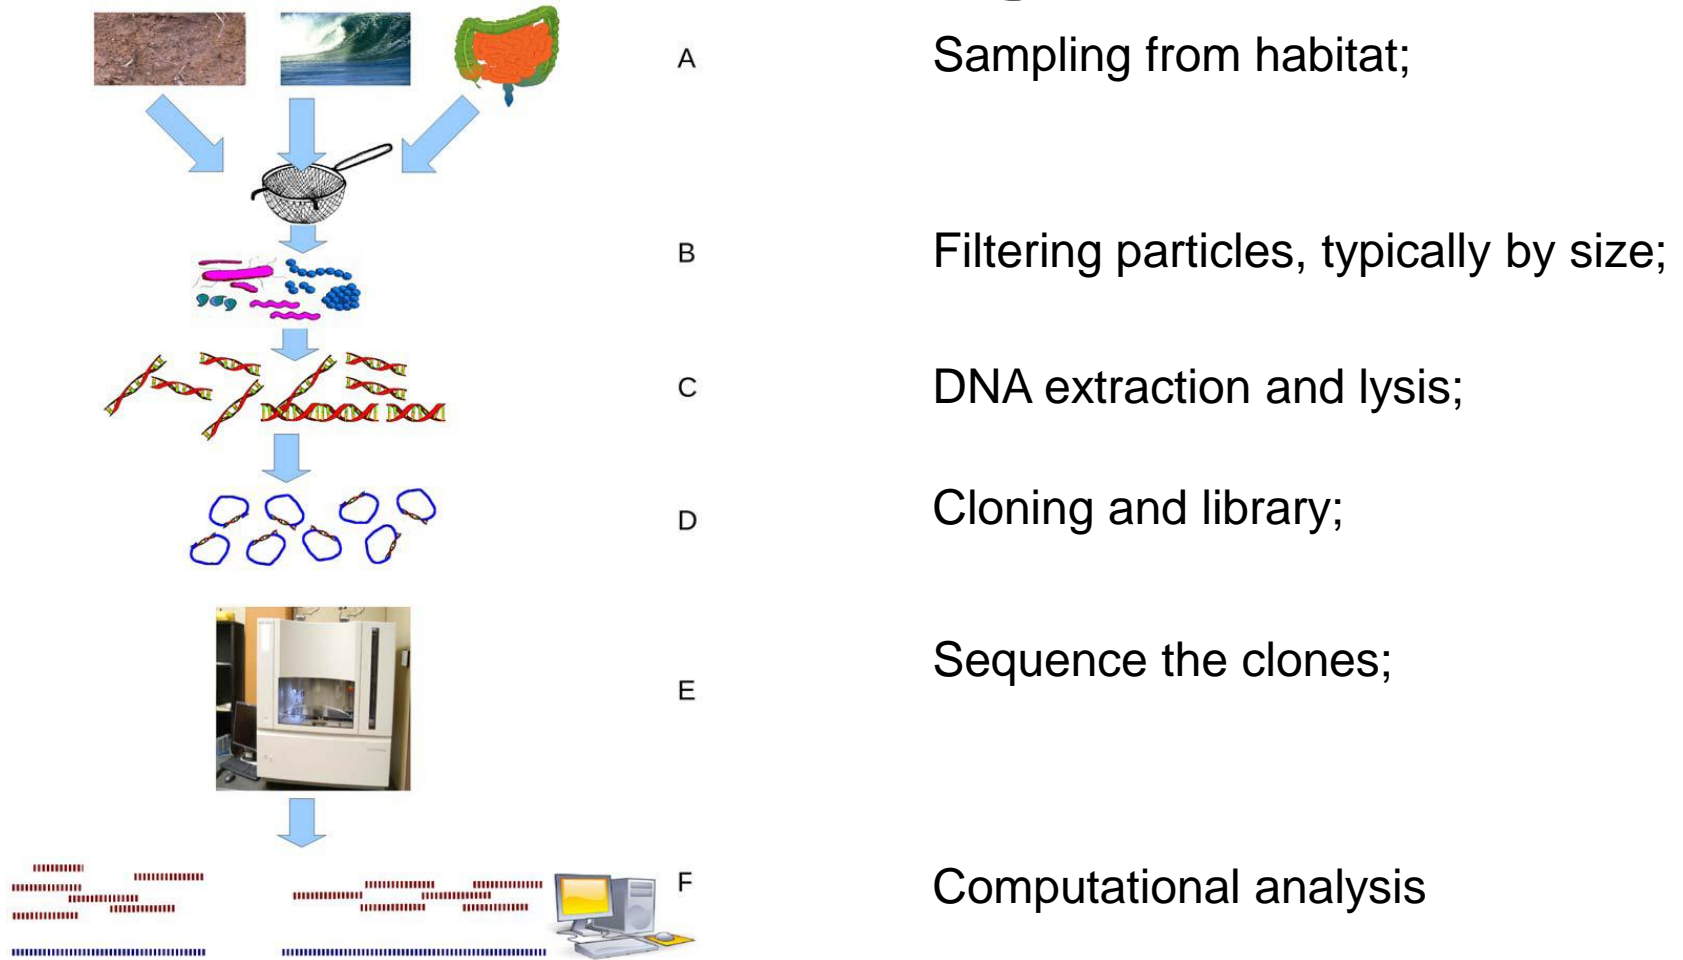 A Sampling from habitat;
B Filtering particles, typically by size;
C DNA extraction and lysis;
D Cloning and library;
E Sequence the clones;
F Computational analysis